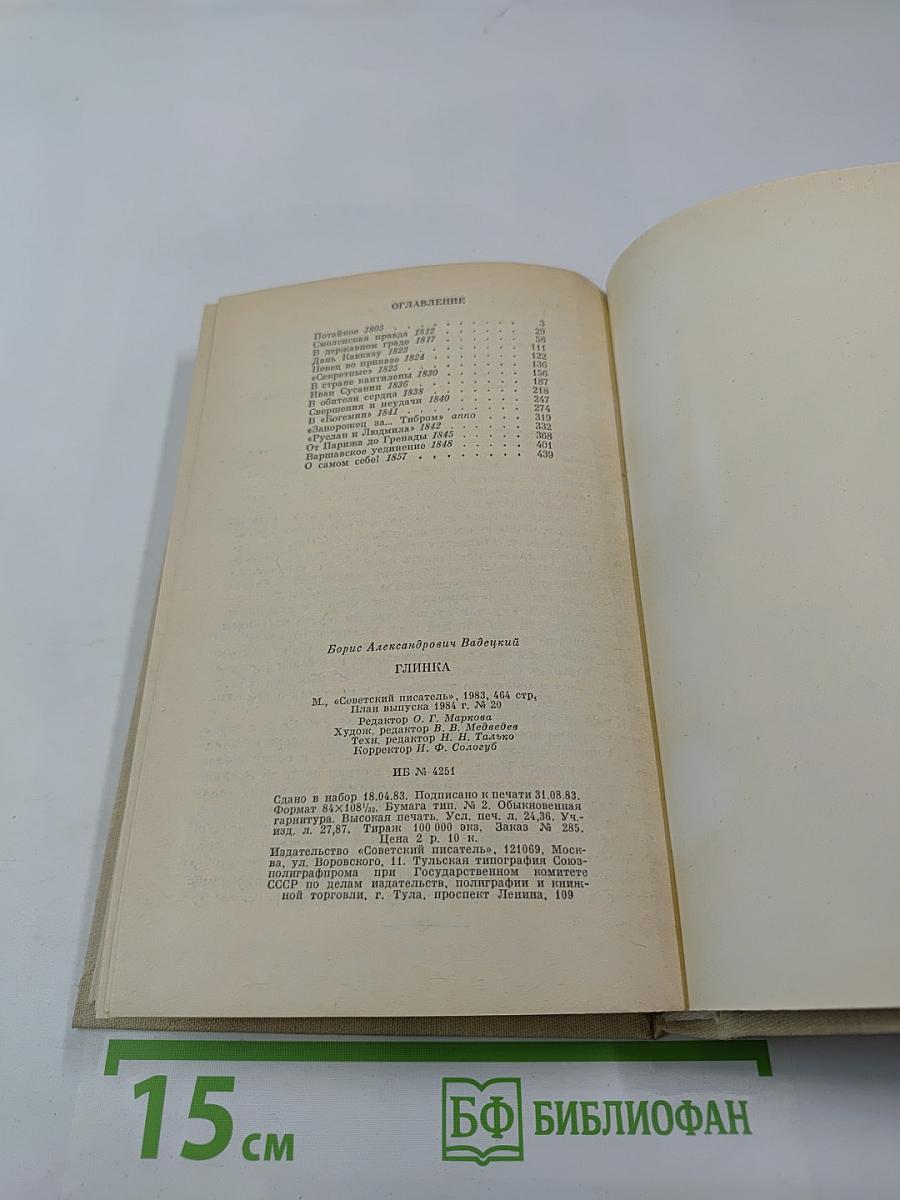 ОГЛАВЛЕНИЕ
Потайное 1805 . . . . . . . . . . 3
Смоленская правда 1812 . . . . . . 29
В державном граде 1817 . . . . . . 58
Дань Кавказу 1823 . . . . . . . . 111
Певец во приказе 1824 . . . . . . 122
«Секретные» 1825 . . . . . . . . 136
В стране кантилены 1830 . . . . . 156
Иван Сусанин 1836 . . . . . . . . 187
В обители сердца 1838 . . . . . . 218
Свершения и неудачи 1840 . . . . . 247
В «Богемии» 1841 . . . . . . . . 274
«Запорожец за... Тибром» anno . . . 319
«Руслан и Людмила» 1842 . . . . . 332
От Парижа до Гренады 1845 . . . . 368
Варшавское уединение 1848 . . . . . 401
О самом себе! 1857 . . . . . . . . 439
Борис Александрович Вадецкий
ГЛИНКА
М., «Советский писатель», 1983, 464 стр.
План выпуска 1984 г. № 20
Редактор О. Г. Маркова
Худож. редактор В. В. Медведев
Техн. редактор Н. Н. Талько
Корректор И. Ф. Сологуб
ИБ № 4251
Сдано в набор 18.04.83. Подписано к печати 31.08.83.
Формат 84×108 1/32. Бумага тип. № 2. Обыкновенная
гарнитура. Высокая печать. Усл. печ. л. 24,36. Уч.-
изд. л. 27,87. Тираж 100 000 экз. Заказ № 285.
Цена 2 р. 10 к.
Издательство «Советский писатель», 121069, Моск-
ва, ул. Воровского, 11. Тульская типография Союз-
полиграфпрома при Государственном комитете
СССР по делам издательств, полиграфии и книж-
ной торговли, г. Тула, проспект Ленина, 109
15 см
БФ БИБЛИОФАН